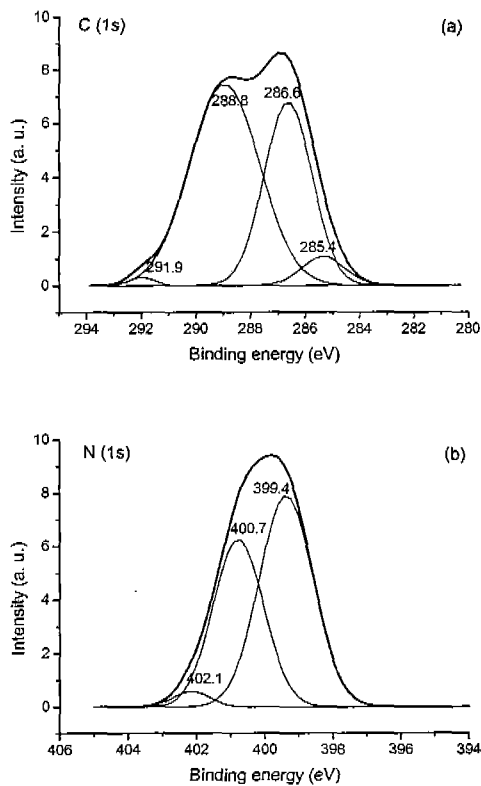 C (1s) (a)
10
8
6
4
2
0
Intensity (a. u.)
288.8
286.6
285.4
291.9
294 292 290 288 286 284 282 280
Binding energy (eV)
N (1s) (b)
10
8
6
4
2
0
Intensity (a. u.)
399.4
400.7
402.1
406 404 402 400 398 396 394
Binding energy (eV)